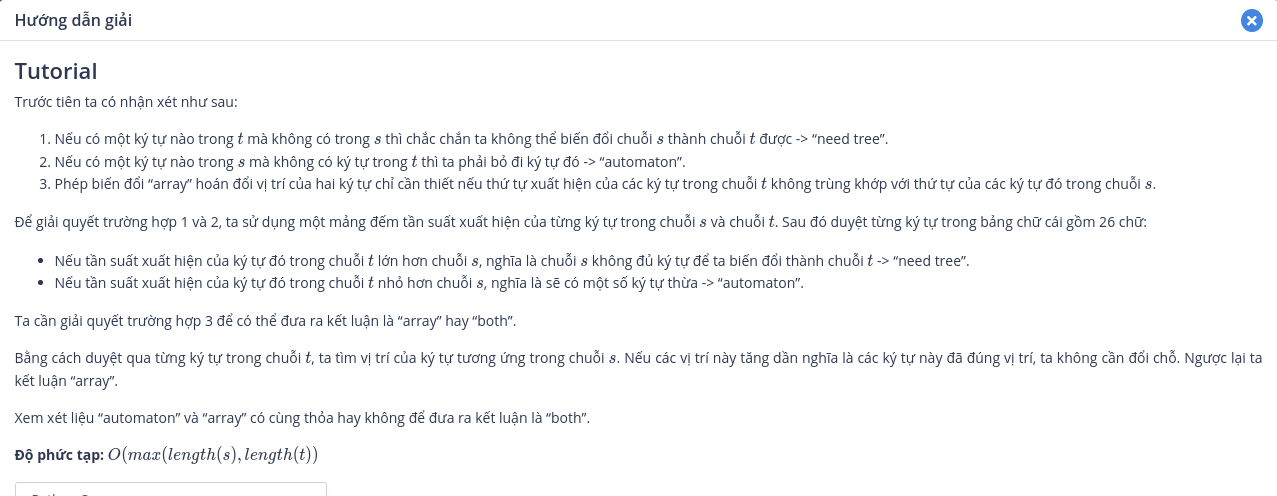 Hướng dẫn giải
Tutorial
Trước tiên ta có nhận xét như sau:
1. Nếu có một ký tự nào trong t mà không có trong s thì chắc chắn ta không thể biến đổi chuỗi s thành chuỗi t được -> “need tree”.
2. Nếu có một ký tự nào trong s mà không có ký tự trong t thì ta phải bỏ đi ký tự đó -> “automaton”.
3. Phép biến đổi “array” hoán đổi vị trí của hai ký tự chỉ cần thiết nếu thứ tự xuất hiện của các ký tự trong chuỗi t không trùng khớp với thứ tự của các ký tự đó trong chuỗi s.
Để giải quyết trường hợp 1 và 2, ta sử dụng một mảng đếm tần suất xuất hiện của từng ký tự trong chuỗi s và chuỗi t. Sau đó duyệt từng ký tự trong bảng chữ cái gồm 26 chữ:
• Nếu tần suất xuất hiện của ký tự đó trong chuỗi t lớn hơn chuỗi s, nghĩa là chuỗi s không đủ ký tự để ta biến đổi thành chuỗi t -> “need tree”.
• Nếu tần suất xuất hiện của ký tự đó trong chuỗi t nhỏ hơn chuỗi s, nghĩa là sẽ có một số ký tự thừa -> “automaton”.
Ta cần giải quyết trường hợp 3 để có thể đưa ra kết luận là “array” hay “both”.
Bằng cách duyệt qua từng ký tự trong chuỗi t, ta tìm vị trí của ký tự tương ứng trong chuỗi s. Nếu các vị trí này tăng dần nghĩa là các ký tự này đã đúng vị trí, ta không cần đổi chỗ. Ngược lại ta
kết luận “array”.
Xem xét liệu “automaton” và “array” có cùng thỏa hay không để đưa ra kết luận là “both”.
Độ phức tạp: O(max(length(s), length(t))